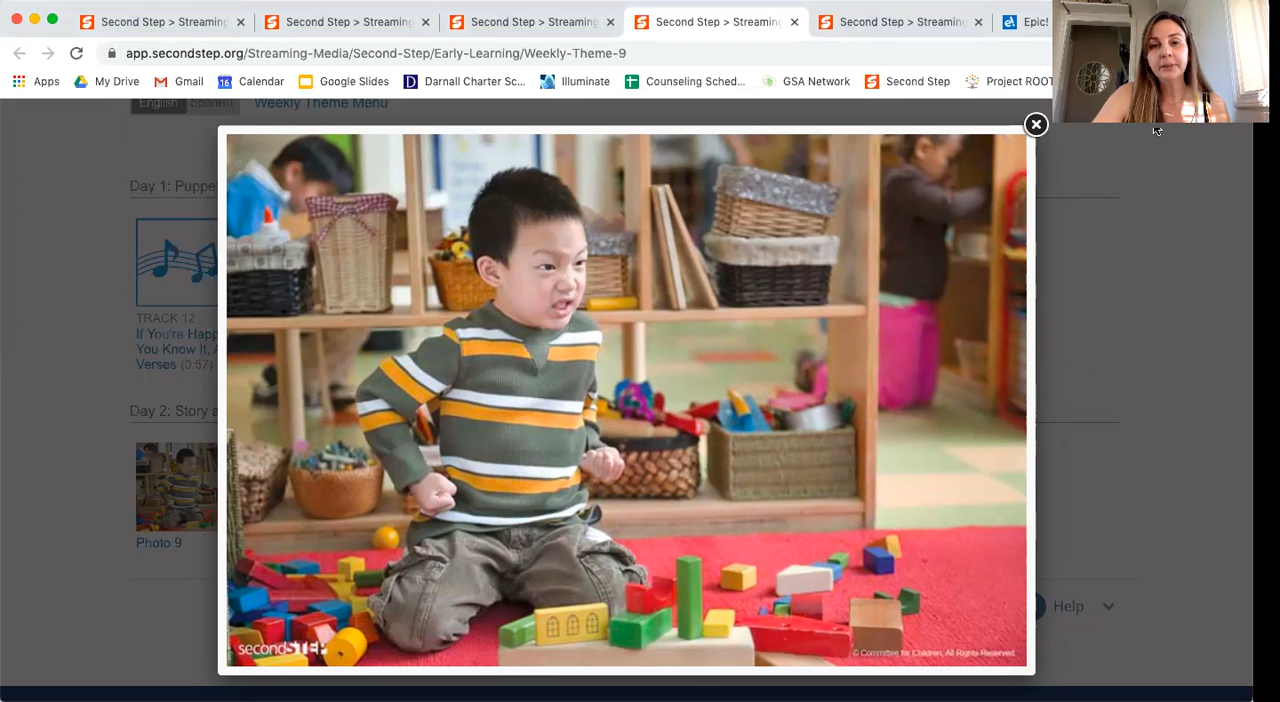 Second Step > Streaming
Second Step > Streaming
Second Step > Streaming
Second Step > Streaming
Second Step > Streaming
Epic!
app.secondstep.org/Streaming-Media/Second-Step/Early-Learning/Weekly-Theme-9
Apps
My Drive
Gmail
16
Calendar
Google Slides
D
Darnall Charter Sc...
Illuminate
Counseling Sched...
GSA Network
Second Step
Project ROOT
English
Spanish
Weekly Theme Menu
Day 1: Puppe
TRACK 12
If You're Happ
You Know It, A
Verses (0:57)
Day 2: Story a
Photo 9
Help
secondSTEP
© Committee for Children, All Rights Reserved.